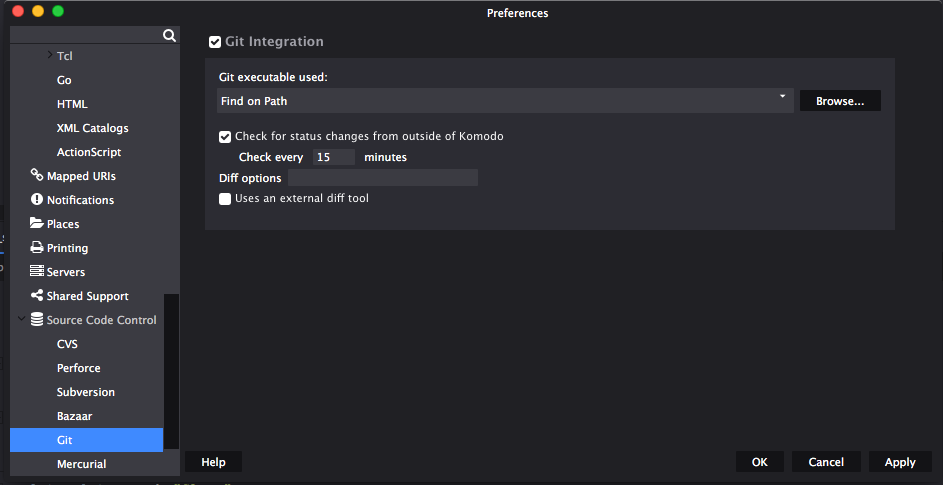 Preferences
Tcl
Go
HTML
XML Catalogs
ActionScript
Mapped URIs
Notifications
Places
Printing
Servers
Shared Support
Source Code Control
CVS
Perforce
Subversion
Bazaar
Git
Mercurial
Git Integration
Git executable used:
Find on Path
Browse...
Check for status changes from outside of Komodo
Check every 15 minutes
Diff options
Uses an external diff tool
Help
OK
Cancel
Apply